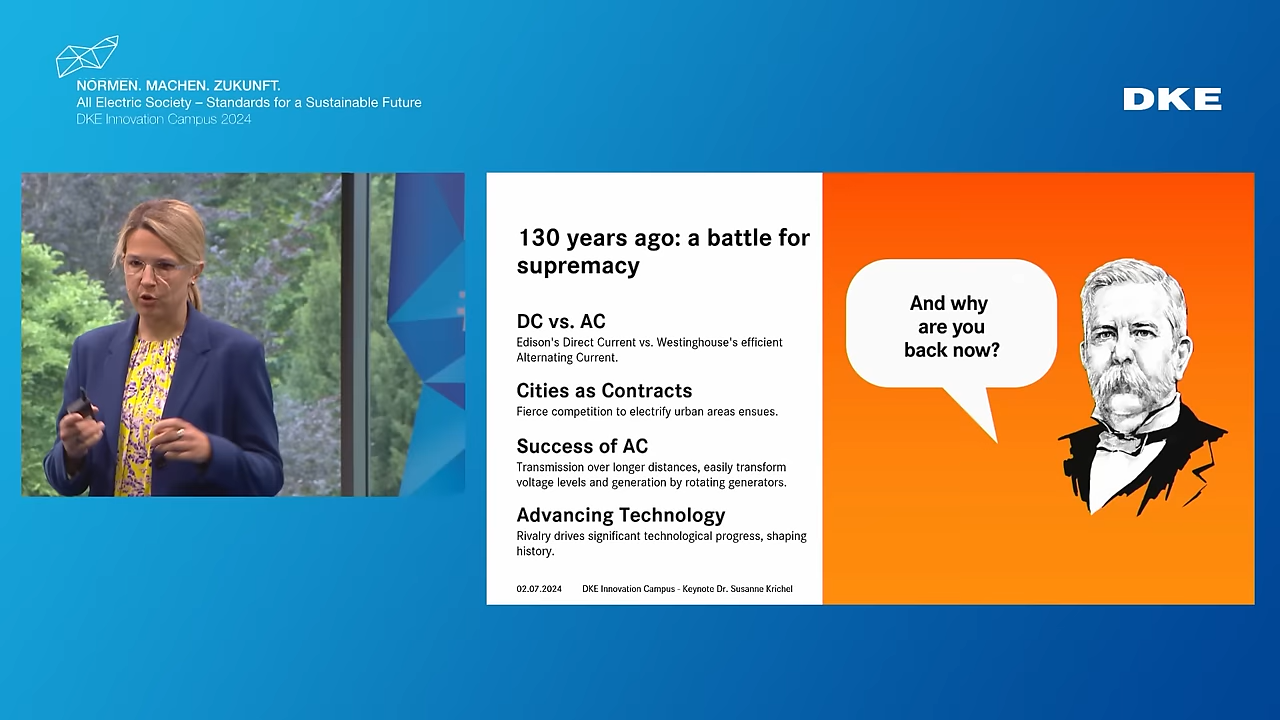 NORMEN. MACHEN. ZUKUNFT.
All Electric Society – Standards for a Sustainable Future
DKE Innovation Campus 2024
DKE
130 years ago: a battle for
supremacy
DC vs. AC
Edison's Direct Current vs. Westinghouse's efficient
Alternating Current.
Cities as Contracts
Fierce competition to electrify urban areas ensues.
Success of AC
Transmission over longer distances, easily transform
voltage levels and generation by rotating generators.
Advancing Technology
Rivalry drives significant technological progress, shaping
history.
02.07.2024 DKE Innovation Campus - Keynote Dr. Susanne Krichel
And why
are you
back now?